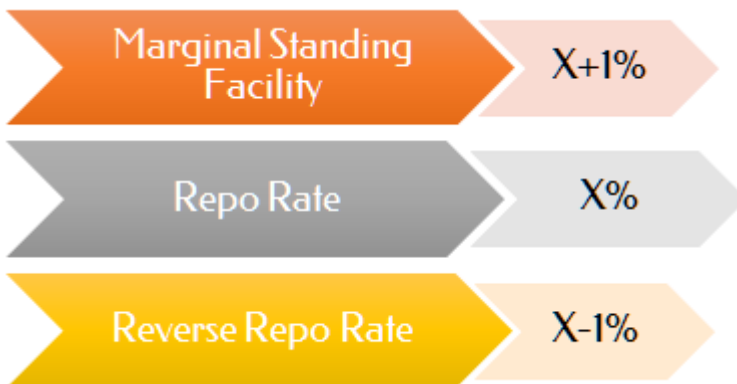 Marginal Standing
Facility
X+1%
Repo Rate
X%
Reverse Repo Rate
X-1%